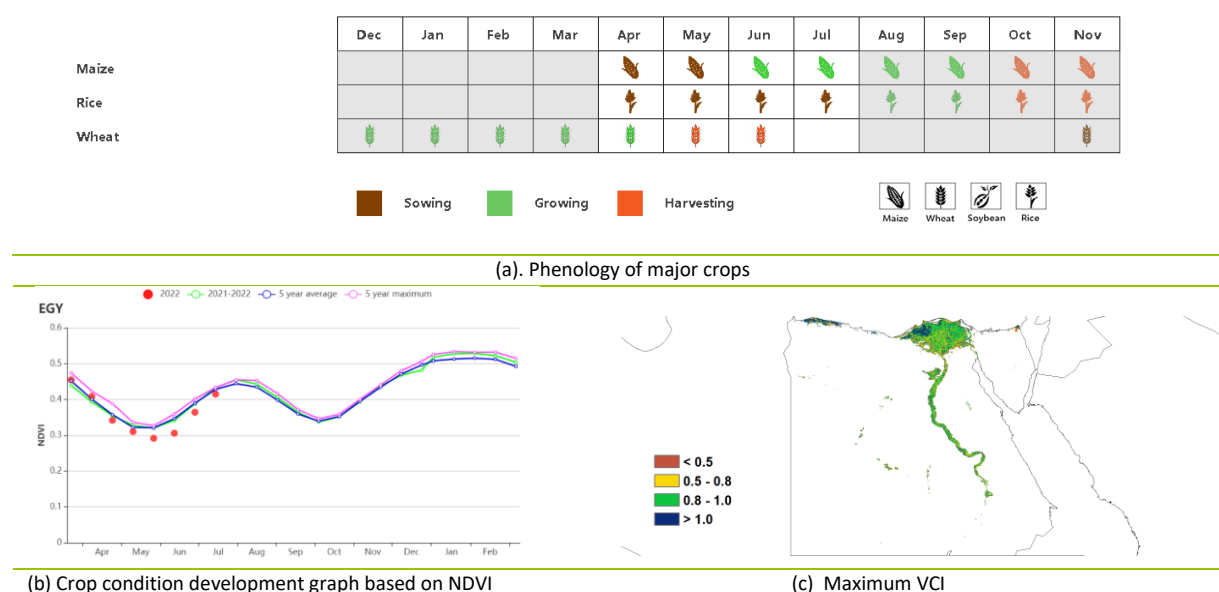 Dec Jan Feb Mar Apr May Jun Jul Aug Sep Oct Nov
Maize
Rice
Wheat
Sowing Growing Harvesting
Maize Wheat Soybean Rice
(a). Phenology of major crops
2022 2021-2022 5 year average 5 year maximum
EGY
0.6
0.5
0.4
0.3
0.2
0.1
0
NDVI
Apr May Jun Jul Aug Sep Oct Nov Dec Jan Feb
< 0.5
0.5 - 0.8
0.8 - 1.0
> 1.0
(b) Crop condition development graph based on NDVI (c) Maximum VCI